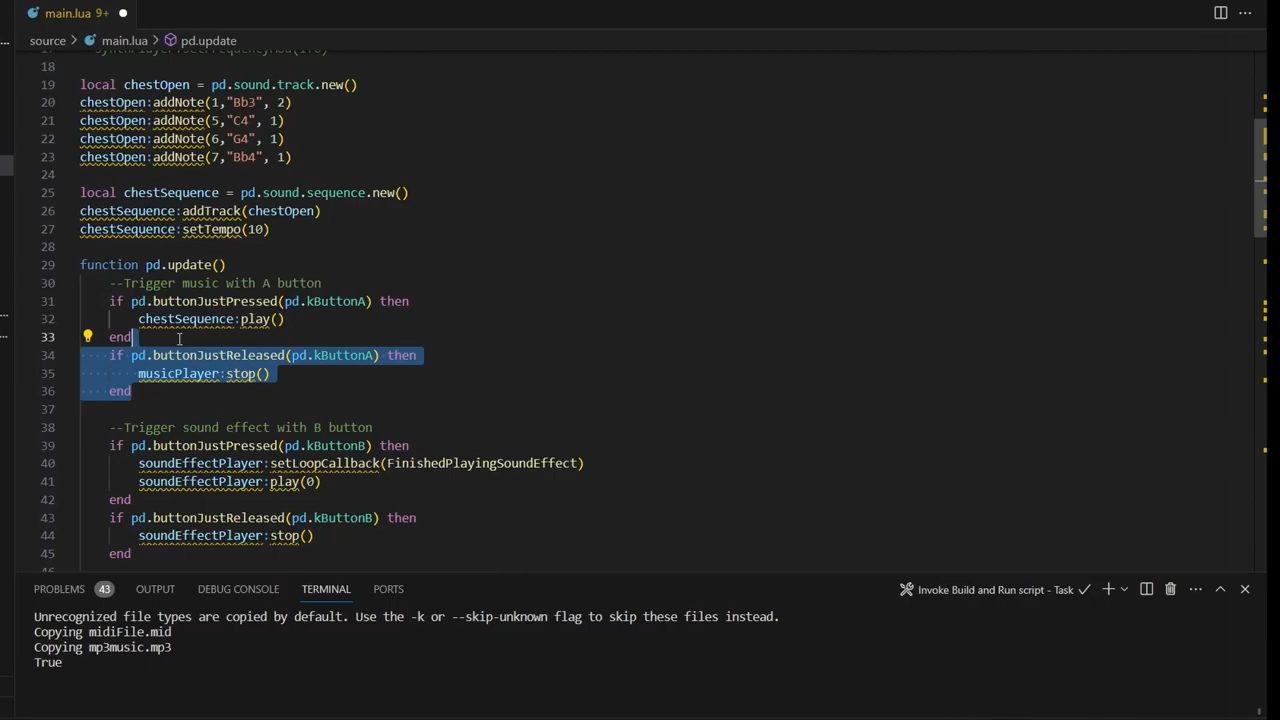 main.lua 9+
source > main.lua > pd.update
17
18
19 local chestOpen = pd.sound.track.new()
20 chestOpen:addNote(1,"Bb3", 2)
21 chestOpen:addNote(5,"C4", 1)
22 chestOpen:addNote(6,"G4", 1)
23 chestOpen:addNote(7,"Bb4", 1)
24
25 local chestSequence = pd.sound.sequence.new()
26 chestSequence:addTrack(chestOpen)
27 chestSequence:setTempo(10)
28
29 function pd.update()
30 --Trigger music with A button
31 if pd.buttonJustPressed(pd.kButtonA) then
32 chestSequence:play()
33 end
34 if pd.buttonJustReleased(pd.kButtonA) then
35 musicPlayer:stop()
36 end
37
38 --Trigger sound effect with B button
39 if pd.buttonJustPressed(pd.kButtonB) then
40 soundEffectPlayer:setLoopCallback(FinishedPlayingSoundEffect)
41 soundEffectPlayer:play(0)
42 end
43 if pd.buttonJustReleased(pd.kButtonB) then
44 soundEffectPlayer:stop()
45 end
PROBLEMS 43 OUTPUT DEBUG CONSOLE TERMINAL PORTS Invoke Build and Run script - Task
Unrecognized file types are copied by default. Use the -k or --skip-unknown flag to skip these files instead.
Copying midiFile.mid
Copying mp3music.mp3
True